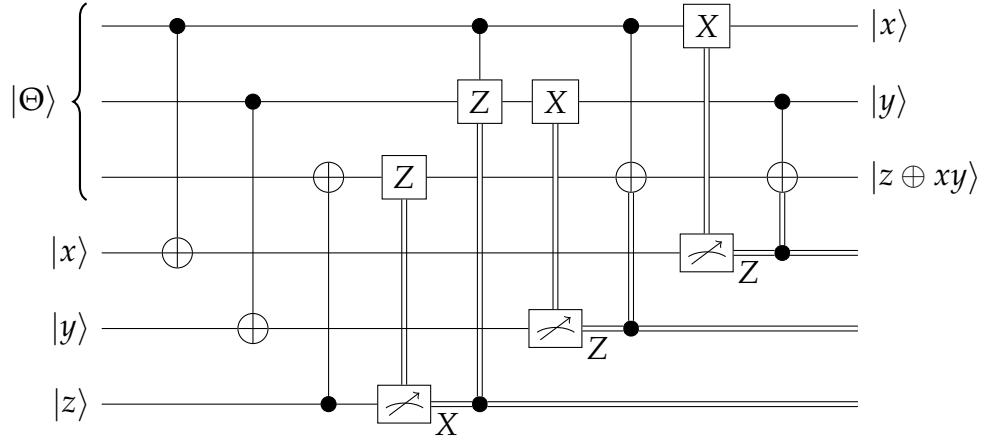 X |x⟩
|Θ⟩ Z X |y⟩
Z |z ⊕ xy⟩
|x⟩ Z
|y⟩ Z
|z⟩ X